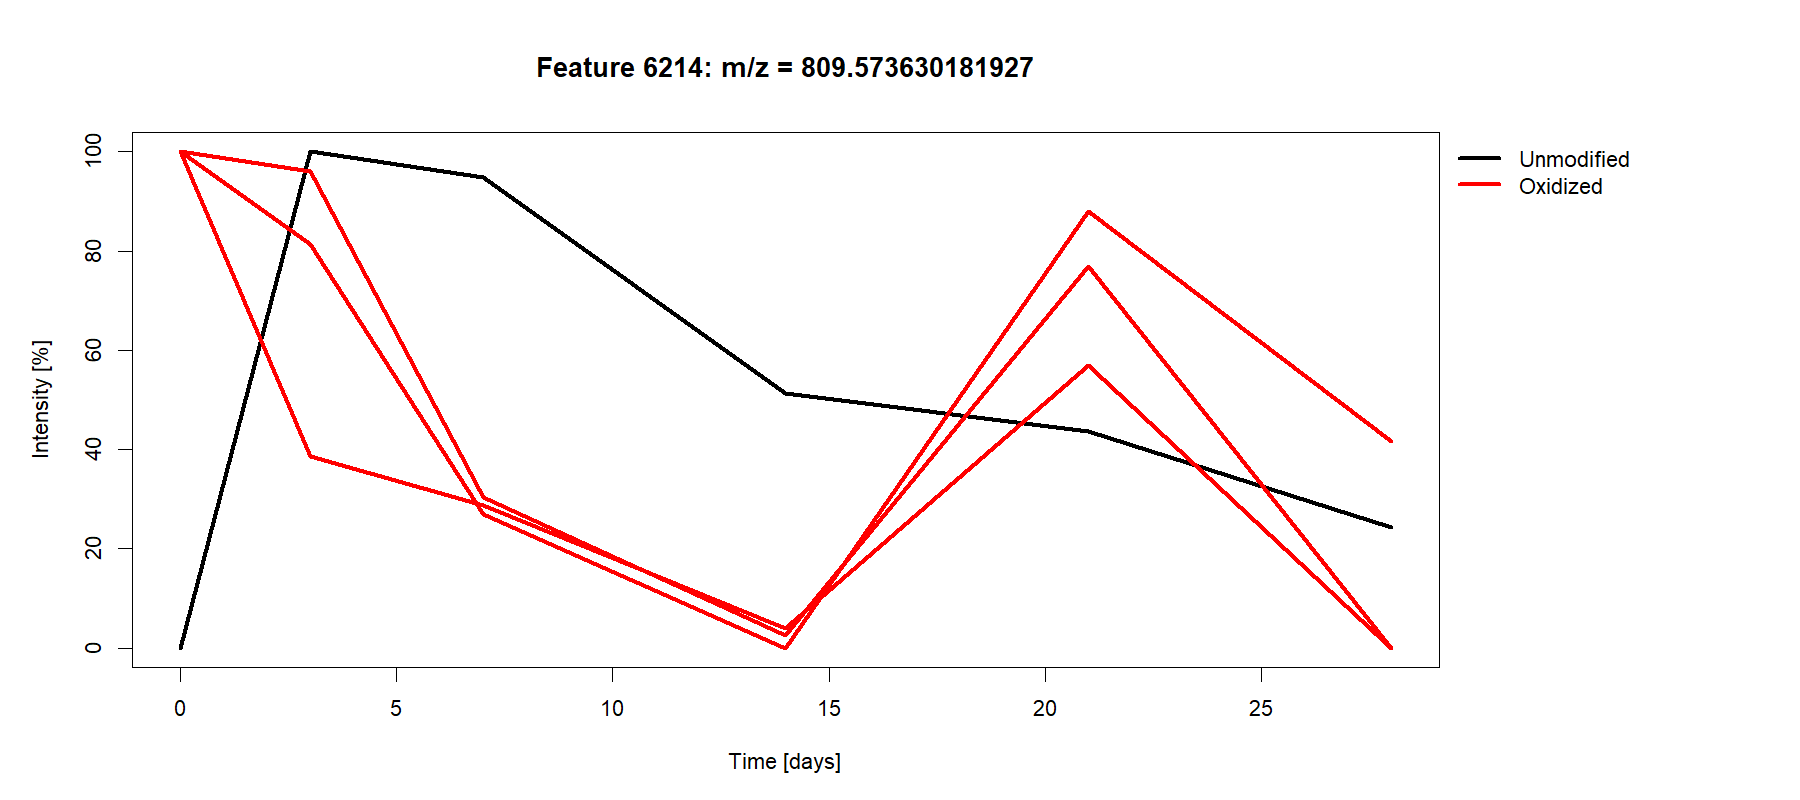 Feature 6214: m/z = 809.573630181927
Unmodified
Oxidized
Intensity [%]
100
80
60
40
20
0
0 5 10 15 20 25
Time [days]